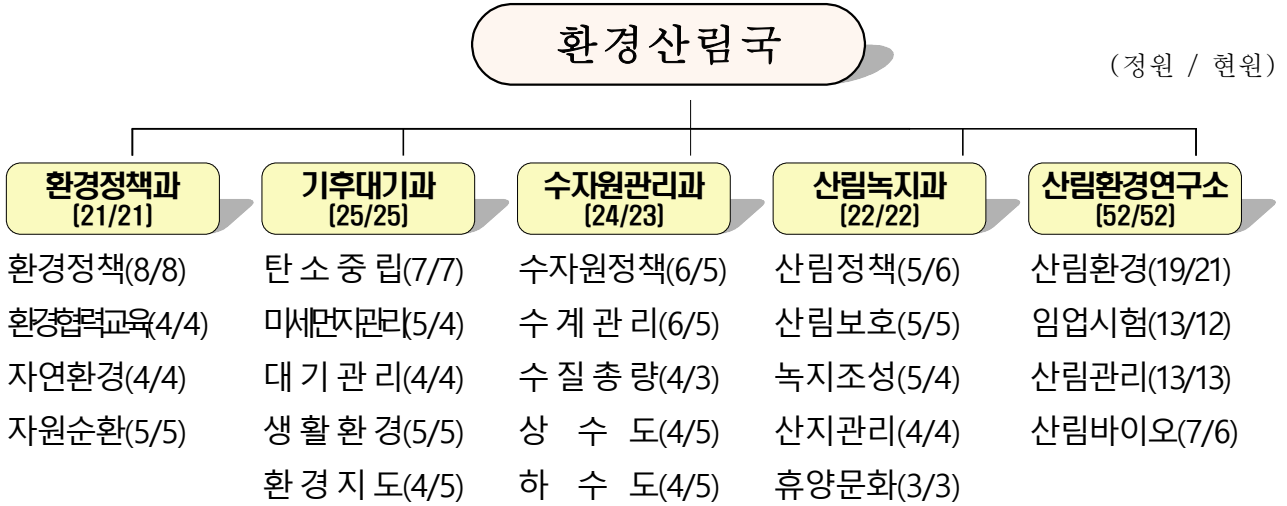 환경산림국
(정원 / 현원)
환경정책과
(21/21)
환경정책(8/8)
환경협력교육(4/4)
자연환경(4/4)
자원순환(5/5)
기후대기과
(25/25)
탄 소 중 립(7/7)
미세먼지관리(5/4)
대 기 관 리(4/4)
생 활 환 경(5/5)
환 경 지 도(4/5)
수자원관리과
(24/23)
수자원정책(6/5)
수 계 관 리(6/5)
수 질 총 량(4/3)
상 수 도(4/5)
하 수 도(4/5)
산림녹지과
(22/22)
산림정책(5/6)
산림보호(5/5)
녹지조성(5/4)
산지관리(4/4)
휴양문화(3/3)
산림환경연구소
(52/52)
산림환경(19/21)
임업시험(13/12)
산림관리(13/13)
산림바이오(7/6)